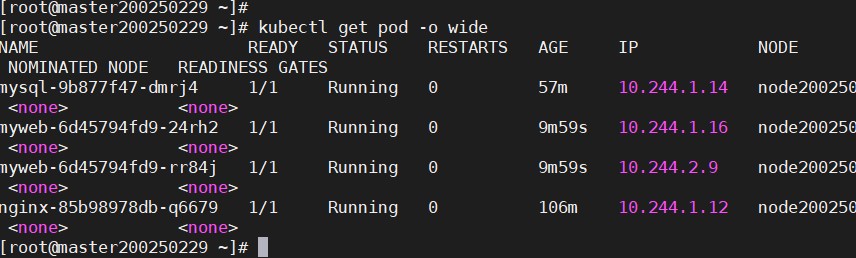 [root@master200250229 ~]#
[root@master200250229 ~]# kubectl get pod -o wide
NAME READY STATUS RESTARTS AGE IP NODE
NOMINATED NODE READINESS GATES
mysql-9b877f47-dmrj4 1/1 Running 0 57m 10.244.1.14 node200250
<none> <none>
myweb-6d45794fd9-24rh2 1/1 Running 0 9m59s 10.244.1.16 node200250
<none> <none>
myweb-6d45794fd9-rr84j 1/1 Running 0 9m59s 10.244.2.9 node200250
<none> <none>
nginx-85b98978db-q6679 1/1 Running 0 106m 10.244.1.12 node200250
<none> <none>
[root@master200250229 ~]#